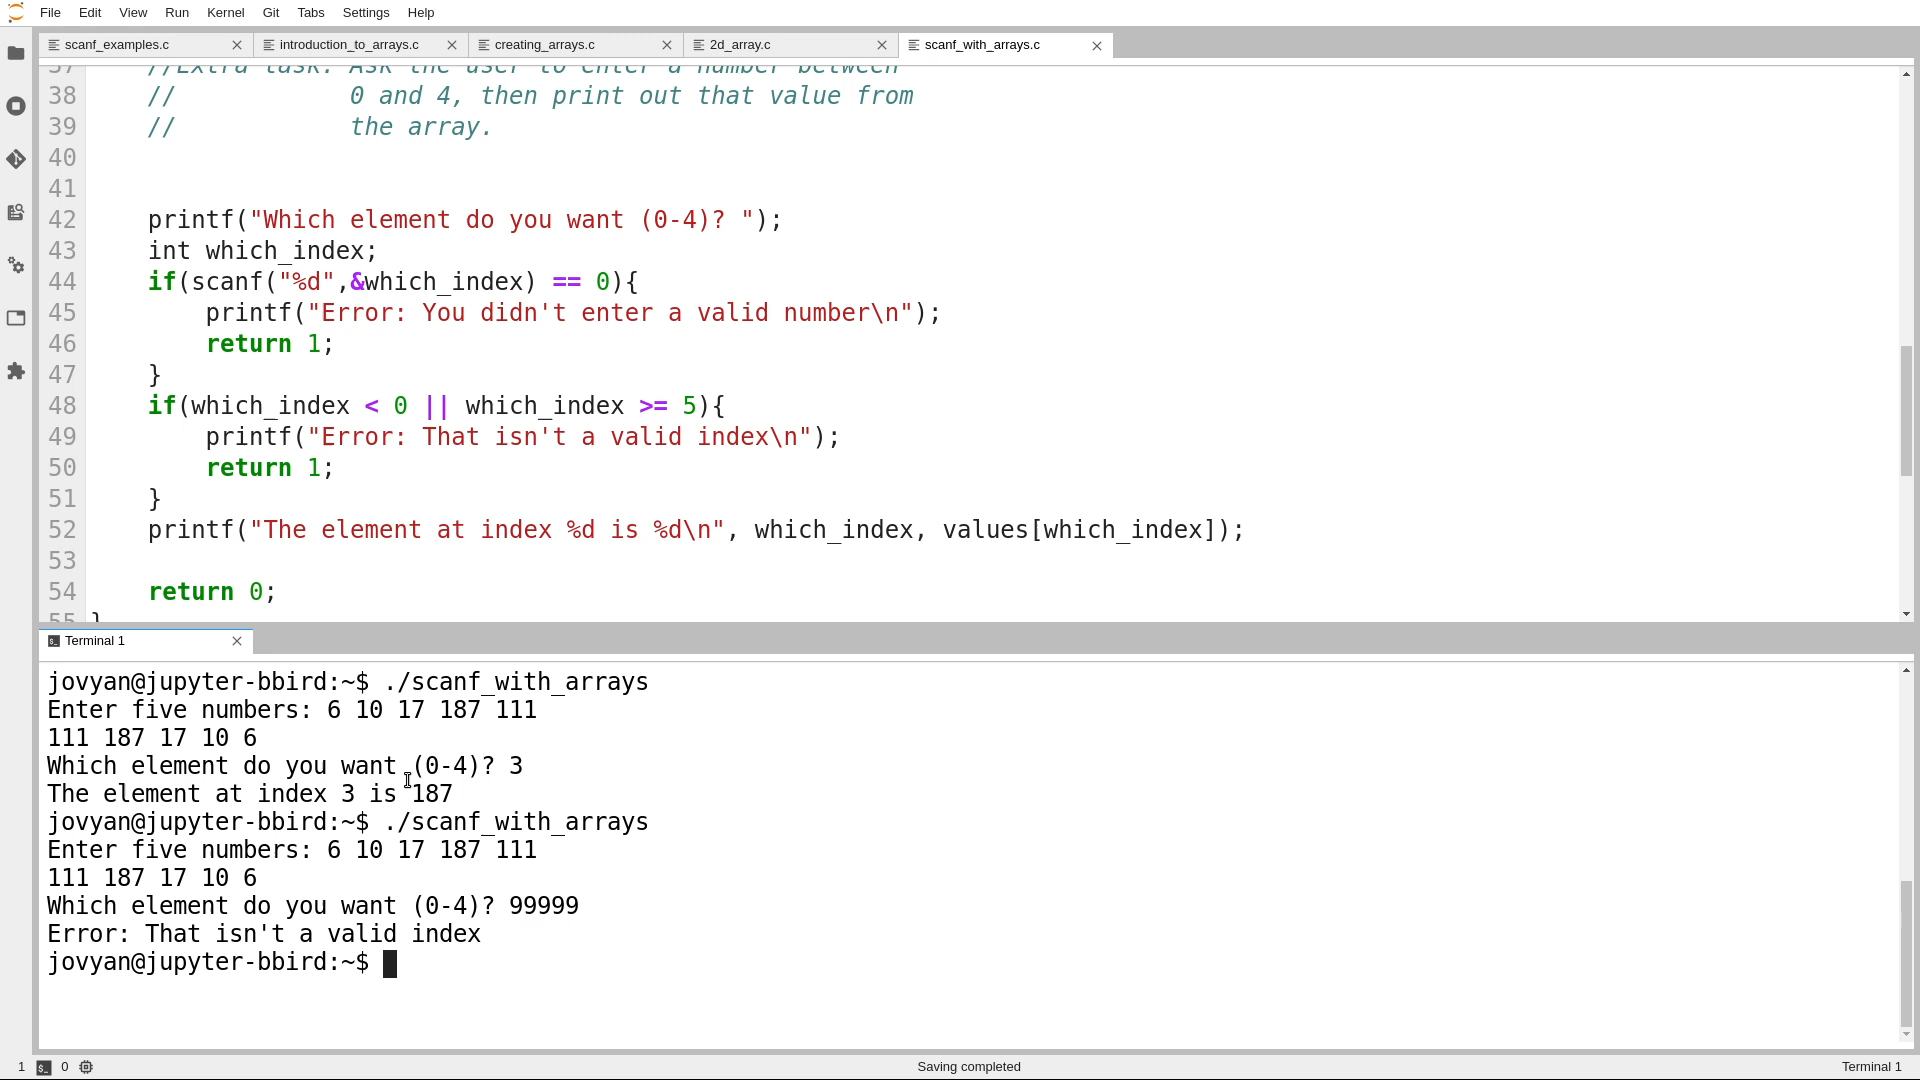 File Edit View Run Kernel Git Tabs Settings Help
scanf_examples.c introduction_to_arrays.c creating_arrays.c 2d_array.c scanf_with_arrays.c
37 //Extra task: Ask the user to enter a number between
38 // 0 and 4, then print out that value from
39 // the array.
40
41
42 printf("Which element do you want (0-4)? ");
43 int which_index;
44 if(scanf("%d",&which_index) == 0){
45 printf("Error: You didn't enter a valid number\n");
46 return 1;
47 }
48 if(which_index < 0 || which_index >= 5){
49 printf("Error: That isn't a valid index\n");
50 return 1;
51 }
52 printf("The element at index %d is %d\n", which_index, values[which_index]);
53
54 return 0;
55 }
Terminal 1
jovyan@jupyter-bbird:~$ ./scanf_with_arrays
Enter five numbers: 6 10 17 187 111
111 187 17 10 6
Which element do you want (0-4)? 3
The element at index 3 is 187
jovyan@jupyter-bbird:~$ ./scanf_with_arrays
Enter five numbers: 6 10 17 187 111
111 187 17 10 6
Which element do you want (0-4)? 99999
Error: That isn't a valid index
jovyan@jupyter-bbird:~$
1 $_ 0 Saving completed Terminal 1